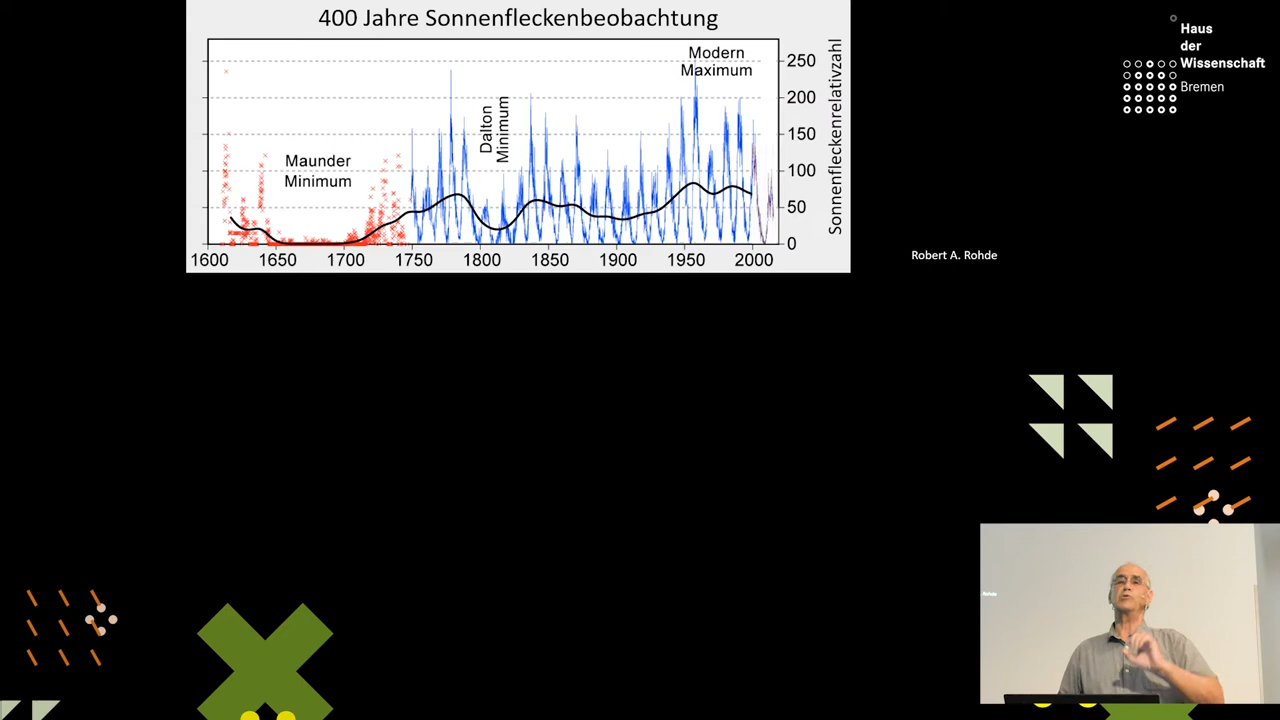 400 Jahre Sonnenfleckenbeobachtung
Modern
Maximum
Dalton
Minimum
Maunder
Minimum
250
200
150
100
50
0
Sonnenfleckenrelativzahl
1600 1650 1700 1750 1800 1850 1900 1950 2000
Robert A. Rohde
Haus
der
Wissenschaft
Bremen